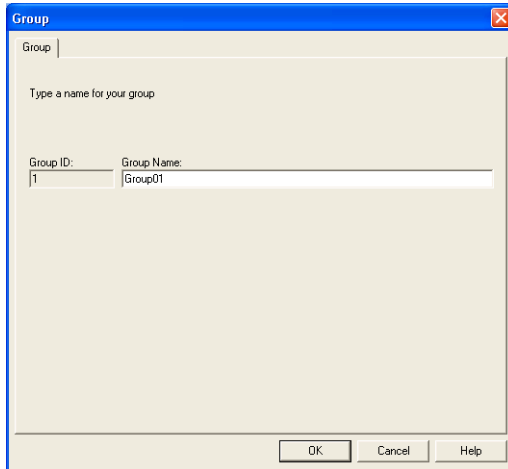 Group
Group
Type a name for your group
Group ID: Group Name:
1 Group01
OK Cancel Help